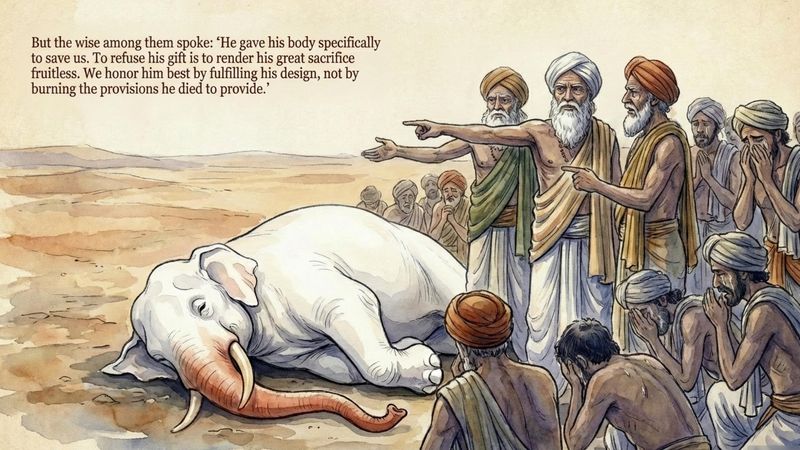 But the wise among them spoke: ‘He gave his body specifically
to save us. To refuse his gift is to render his great sacrifice
fruitless. We honor him best by fulfilling his design, not by
burning the provisions he died to provide.’